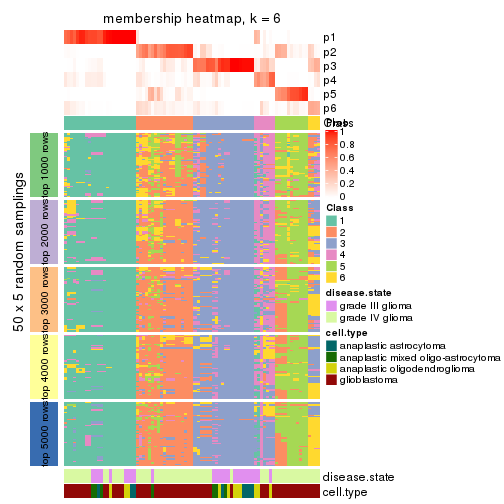 membership heatmap, k = 6
p1
p2
p3
p4
p5
p6
Class
Prob
1
0.8
0.6
0.4
0.2
0
Class
1
2
3
4
5
6
disease.state
grade III glioma
grade IV glioma
cell.type
anaplastic astrocytoma
anaplastic mixed oligo-astrocytoma
anaplastic oligodendroglioma
glioblastoma
50 x 5 random samplings
top 1000 rows
top 2000 rows
top 3000 rows
top 4000 rows
top 5000 rows
disease.state
cell.type